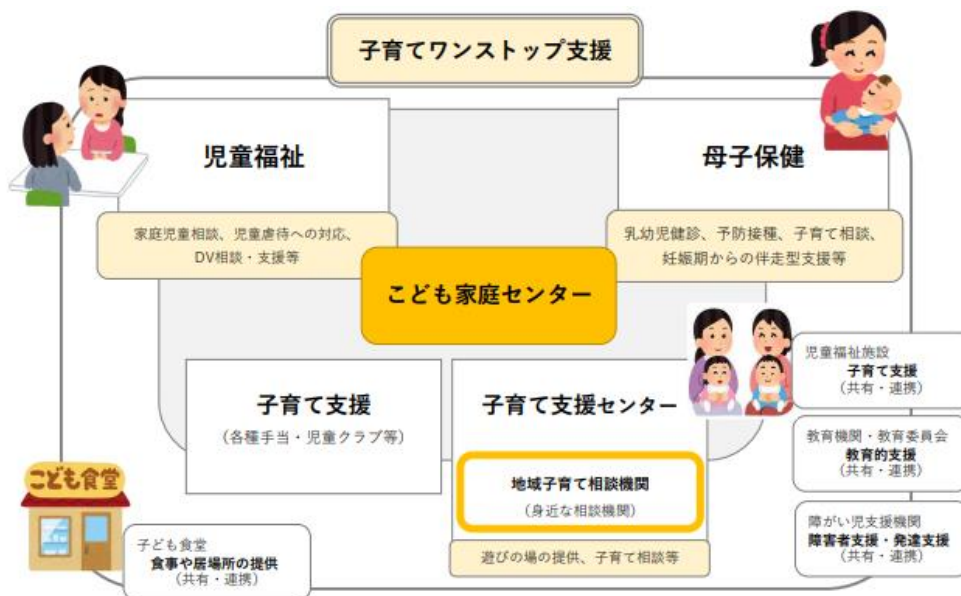 子育てワンストップ支援
児童福祉
家庭児童相談、児童虐待への対応、
DV相談・支援等
母子保健
乳幼児健診、予防接種、子育て相談、
妊娠期からの伴走型支援等
こども家庭センター
子育て支援
(各種手当・児童クラブ等)
子育て支援センター
地域子育て相談機関
(身近な相談機関)
遊びの場の提供、子育て相談等
児童福祉施設
子育て支援
(共有・連携)
教育機関・教育委員会
教育的支援
(共有・連携)
障がい児支援機関
障害者支援・発達支援
(共有・連携)
こども食堂
子ども食堂
食事や居場所の提供
(共有・連携)